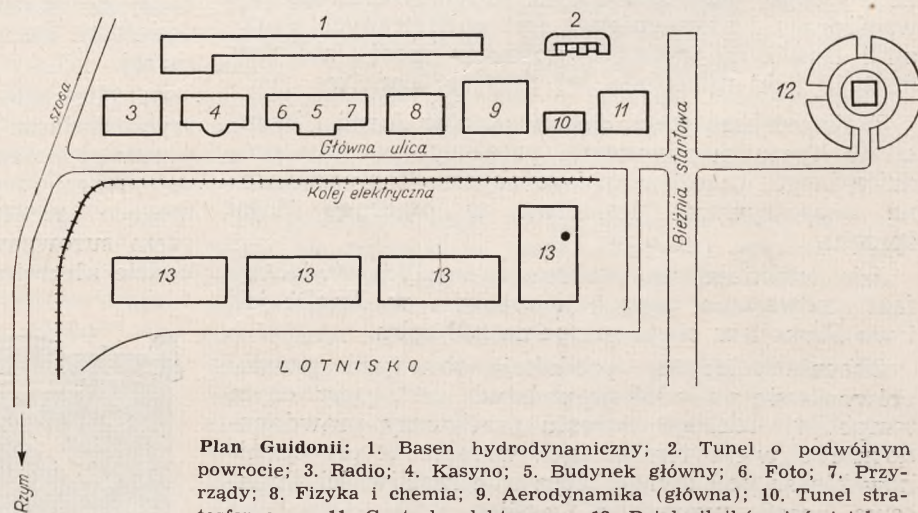 1
2
12
szosa
3
4
6 5 7
8
9
10
11
Główna ulica
Kolej elektryczna
Bieżnia startowa
13
13
13
13
LOTNISKO
Rzym
Plan Guidonii: 1. Basen hydrodynamiczny; 2. Tunel o podwójnym
powrocie; 3. Radio; 4. Kasyno; 5. Budynek główny; 6. Foto; 7. Przy-
rządy; 8. Fizyka i chemia; 9. Aerodynamika (główna); 10. Tunel stra-